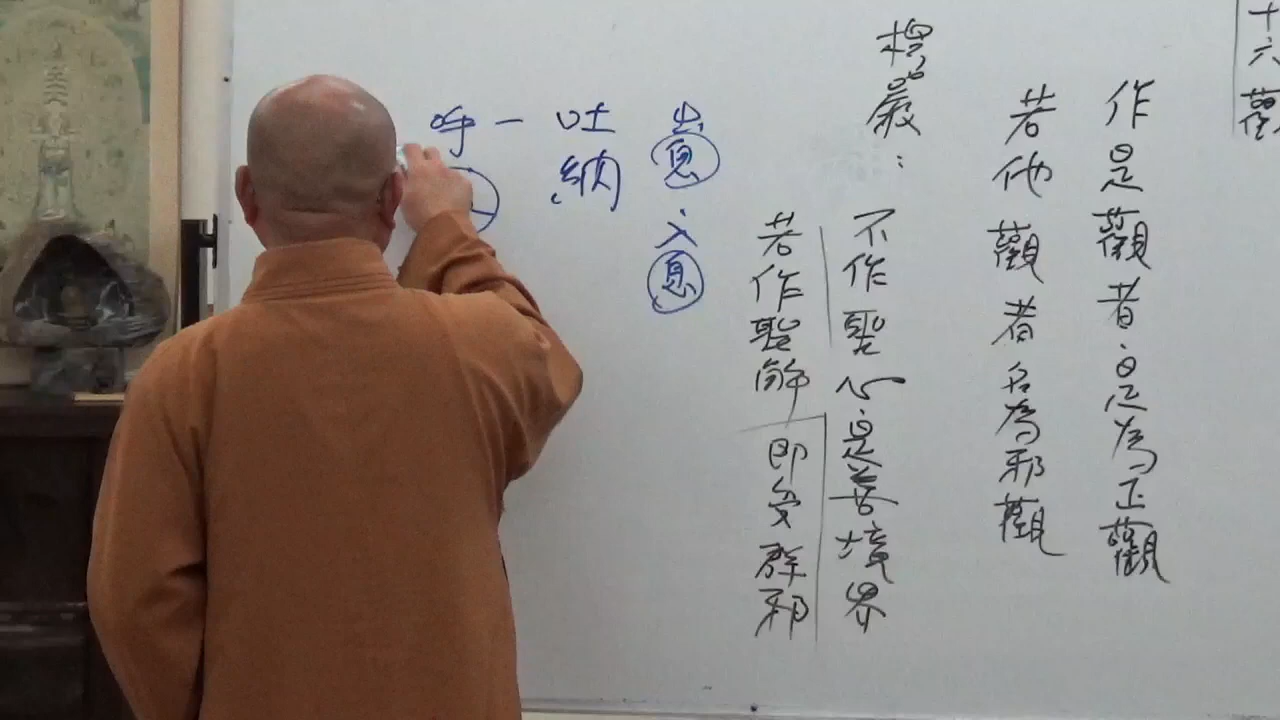 十六觀
作是觀者是為正觀
若他觀者名為邪觀
楞嚴：
不作聖心是善境界
若作聖解即受群邪
出息入息
吐納
呼一